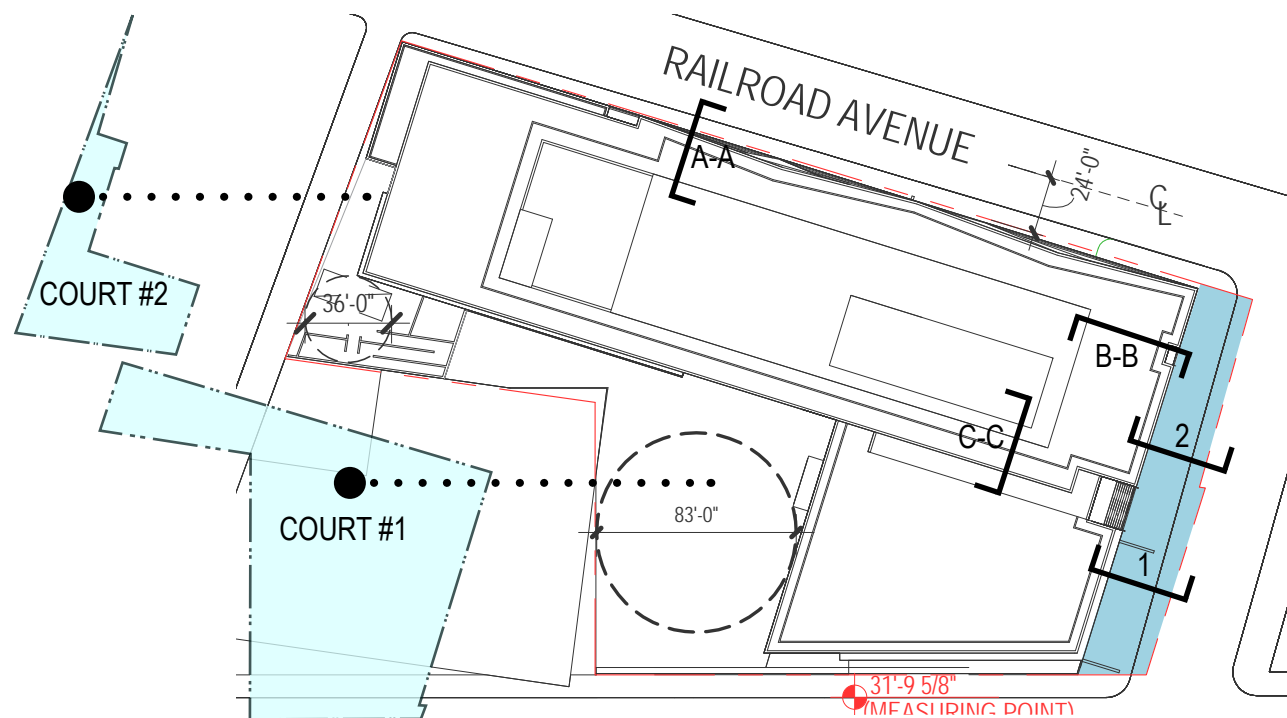 RAILROAD AVENUE
A-A
24'-0"
CL
COURT #2
36'-0"
B-B
C-C
2
COURT #1
83'-0"
1
31'-9 5/8"
(MEASURING POINT)